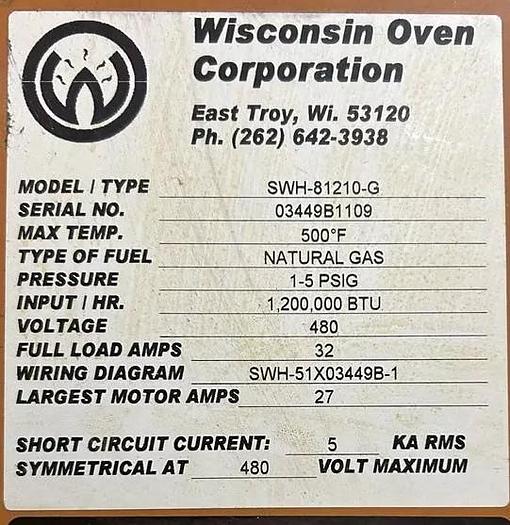 Wisconsin Oven
Corporation
East Troy, Wi. 53120
Ph. (262) 642-3938
MODEL / TYPE SWH-81210-G
SERIAL NO. 03449B1109
MAX TEMP. 500°F
TYPE OF FUEL NATURAL GAS
PRESSURE 1-5 PSIG
INPUT / HR. 1,200,000 BTU
VOLTAGE 480
FULL LOAD AMPS 32
WIRING DIAGRAM SWH-51X03449B-1
LARGEST MOTOR AMPS 27
SHORT CIRCUIT CURRENT: 5 KA RMS
SYMMETRICAL AT 480 VOLT MAXIMUM